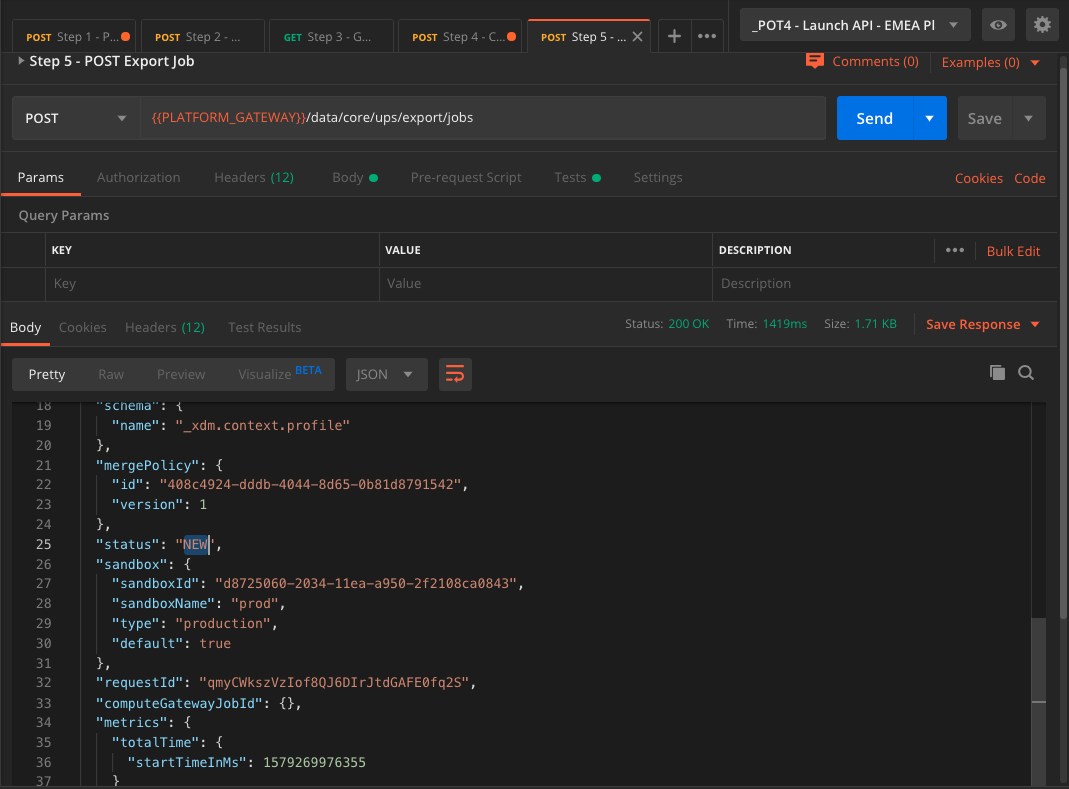 POST Step 1 - P...
POST Step 2 - ...
GET Step 3 - G...
POST Step 4 - C...
POST Step 5 - ...
_POT4 - Launch API - EMEA Pl
Step 5 - POST Export Job
Comments (0)
Examples (0)
POST
{{PLATFORM_GATEWAY}}/data/core/ups/export/jobs
Send
Save
Params Authorization Headers (12) Body Pre-request Script Tests Settings Cookies Code
Query Params
KEY VALUE DESCRIPTION Bulk Edit
Key Value Description
Body Cookies Headers (12) Test Results Status: 200 OK Time: 1419ms Size: 1.71 KB Save Response
Pretty Raw Preview Visualize BETA JSON
18 "schema": {
19 "name": "_xdm.context.profile"
20 },
21 "mergePolicy": {
22 "id": "408c4924-dddb-4044-8d65-0b81d8791542",
23 "version": 1
24 },
25 "status": "NEW",
26 "sandbox": {
27 "sandboxId": "d8725060-2034-11ea-a950-2f2108ca0843",
28 "sandboxName": "prod",
29 "type": "production",
30 "default": true
31 },
32 "requestId": "qmyCWkszVzIof8QJ6DIrJtdGAFE0fq2S",
33 "computeGatewayJobId": {},
34 "metrics": {
35 "totalTime": {
36 "startTimeInMs": 1579269976355
37 }